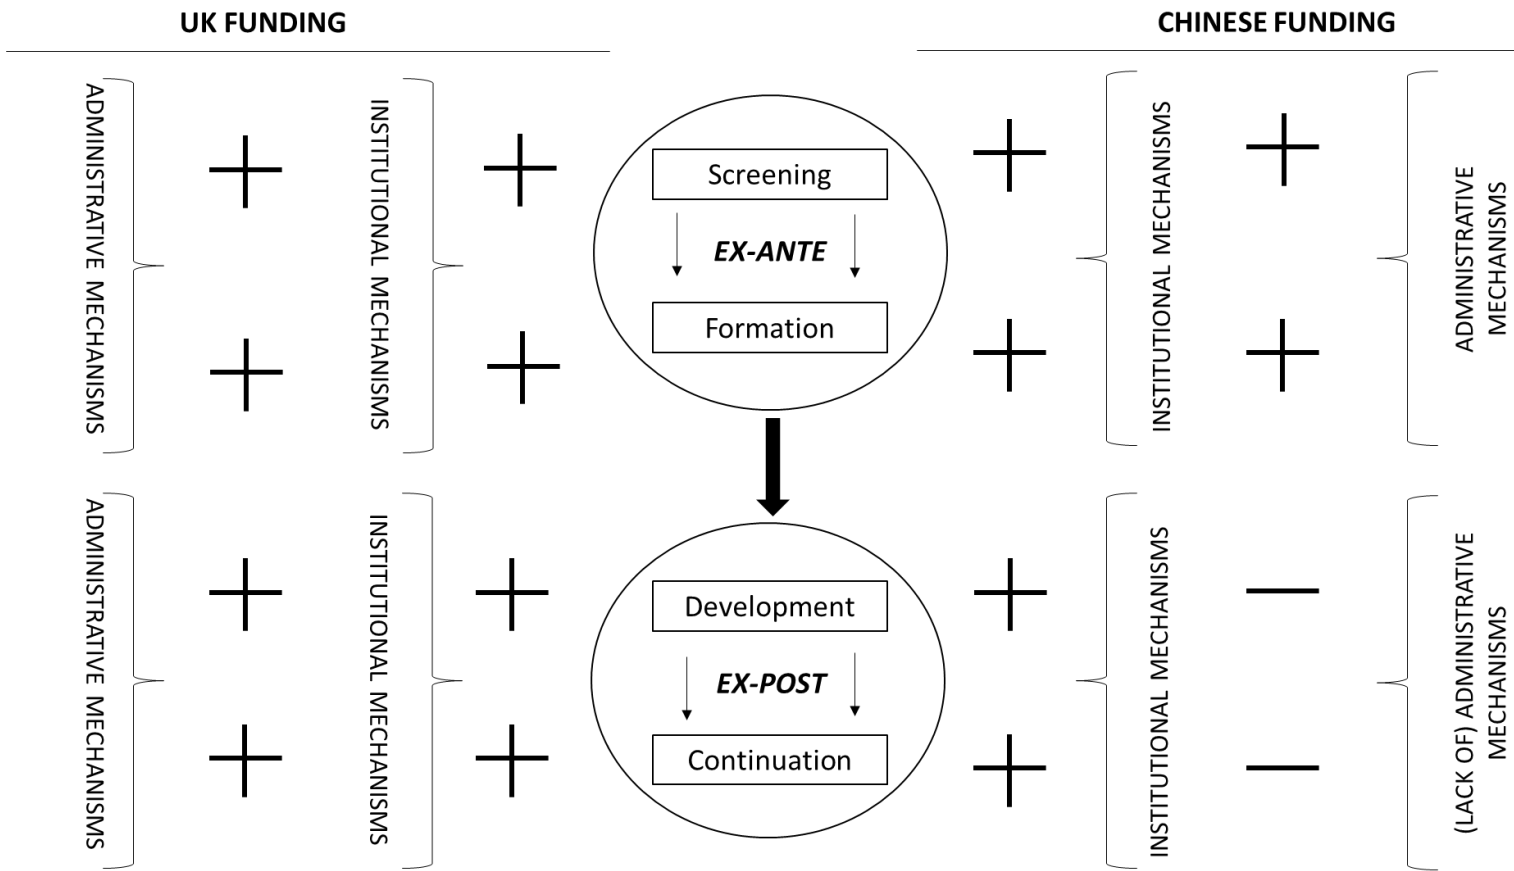 UK FUNDING
CHINESE FUNDING
ADMINISTRATIVE MECHANISMS
INSTITUTIONAL MECHANISMS
Screening
EX-ANTE
Formation
INSTITUTIONAL MECHANISMS
ADMINISTRATIVE
MECHANISMS
ADMINISTRATIVE MECHANISMS
INSTITUTIONAL MECHANISMS
Development
EX-POST
Continuation
INSTITUTIONAL MECHANISMS
(LACK OF) ADMINISTRATIVE
MECHANISMS